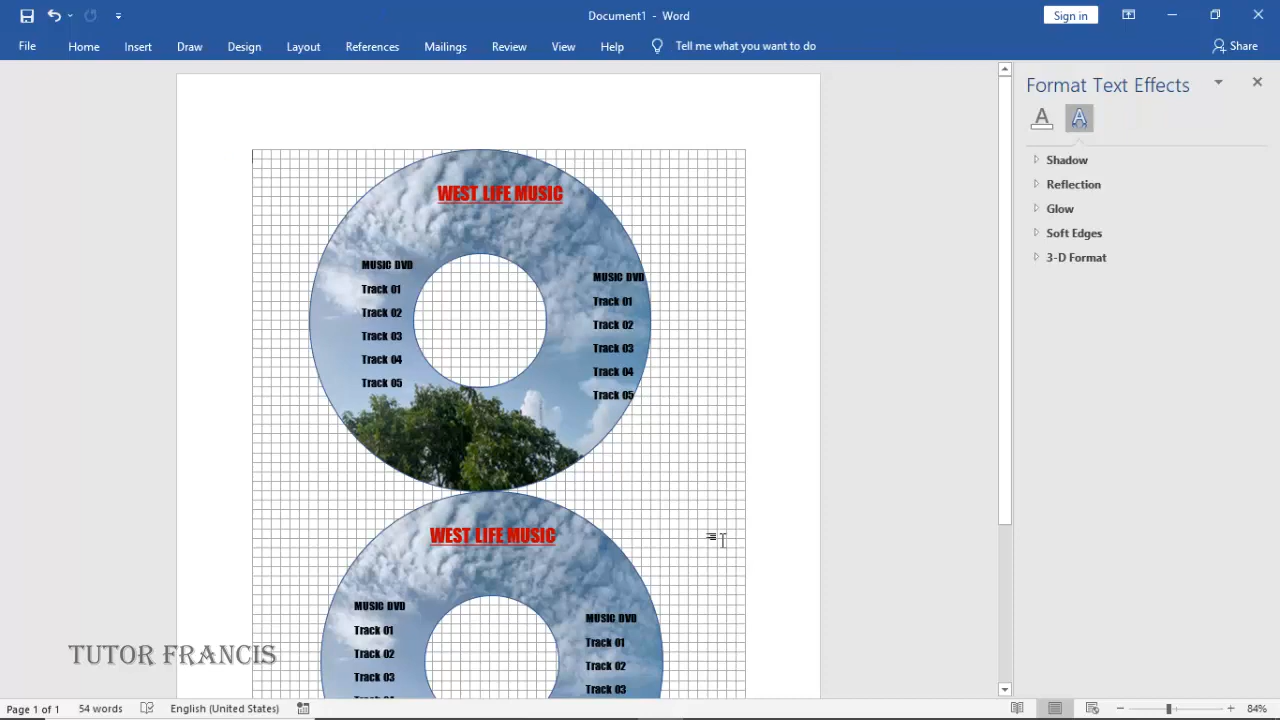 Document1 - Word
Sign in
File Home Insert Draw Design Layout References Mailings Review View Help Tell me what you want to do Share
Format Text Effects
Shadow
Reflection
Glow
Soft Edges
3-D Format
WEST LIFE MUSIC
MUSIC DVD
Track 01
Track 02
Track 03
Track 04
Track 05
MUSIC DVD
Track 01
Track 02
Track 03
Track 04
Track 05
WEST LIFE MUSIC
MUSIC DVD
Track 01
Track 02
Track 03
MUSIC DVD
Track 01
Track 02
Track 03
TUTOR FRANCIS
Page 1 of 1 54 words English (United States) 84%